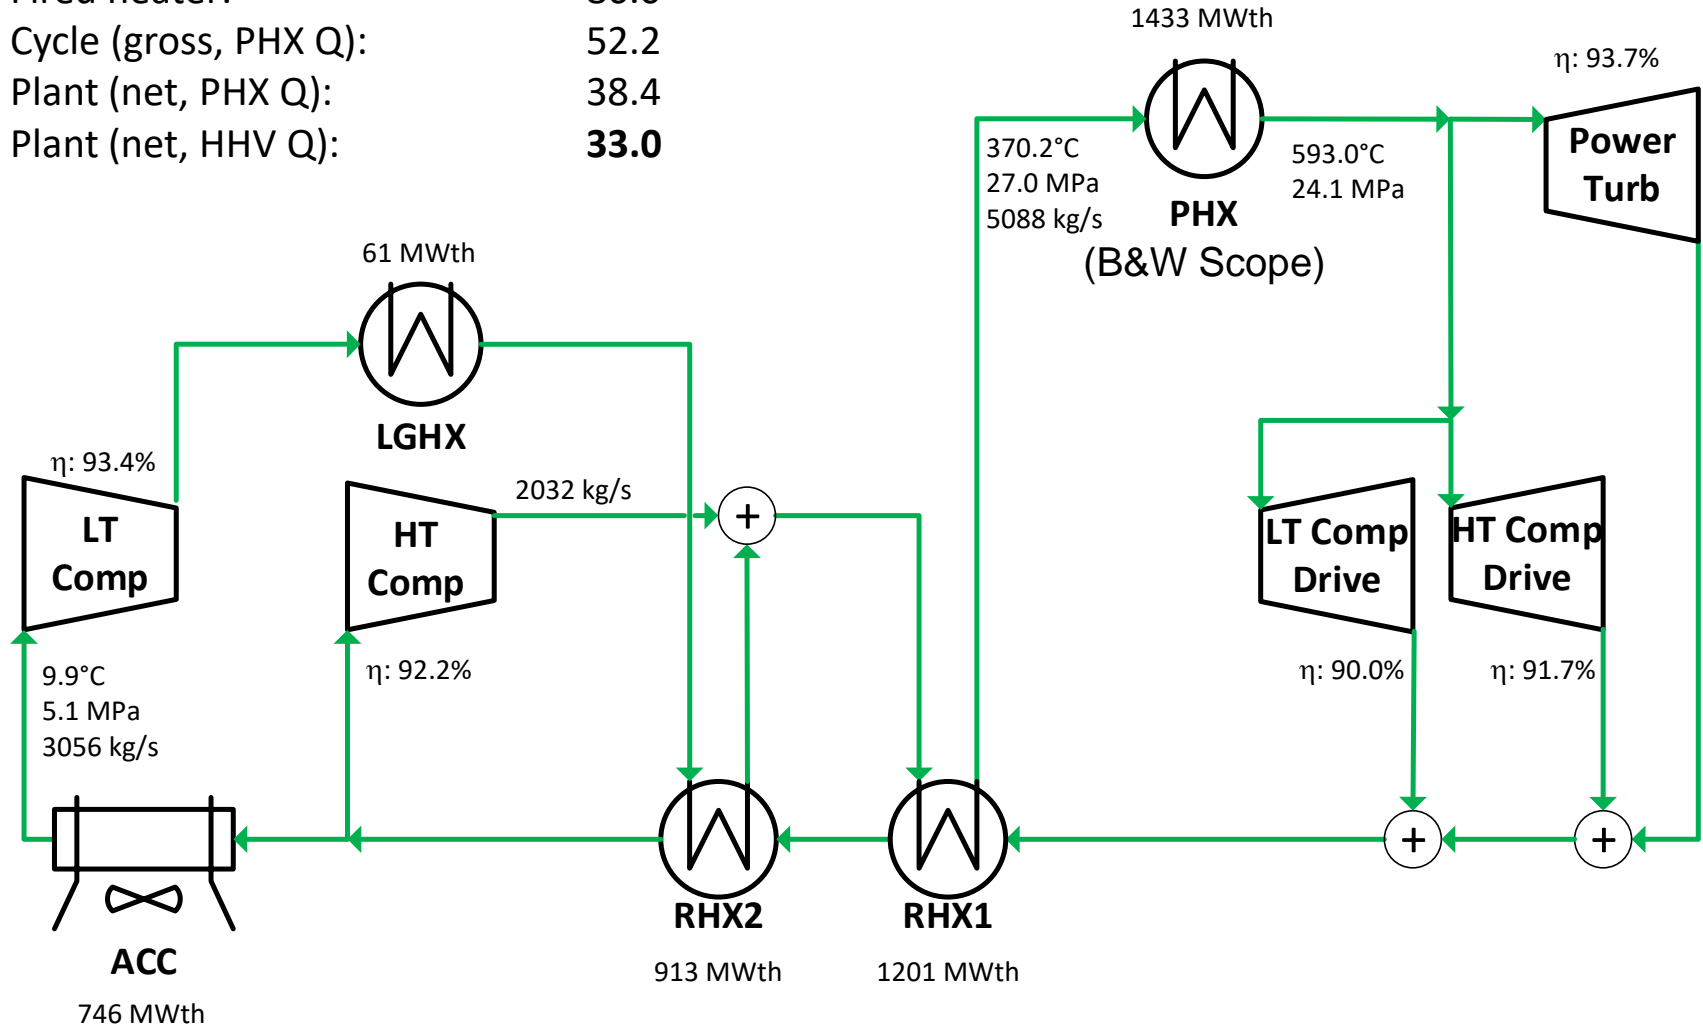 Cycle (gross, PHX Q): 52.2
Plant (net, PHX Q): 38.4
Plant (net, HHV Q): 33.0
1433 MWth
η: 93.7%
Power
Turb
370.2°C
27.0 MPa
5088 kg/s
593.0°C
24.1 MPa
PHX
(B&W Scope)
61 MWth
LGHX
η: 93.4%
LT
Comp
2032 kg/s
HT
Comp
+
LT Comp
Drive
HT Comp
Drive
9.9°C
5.1 MPa
3056 kg/s
η: 92.2%
η: 90.0%
η: 91.7%
+
+
RHX2
RHX1
ACC
913 MWth
1201 MWth
746 MWth